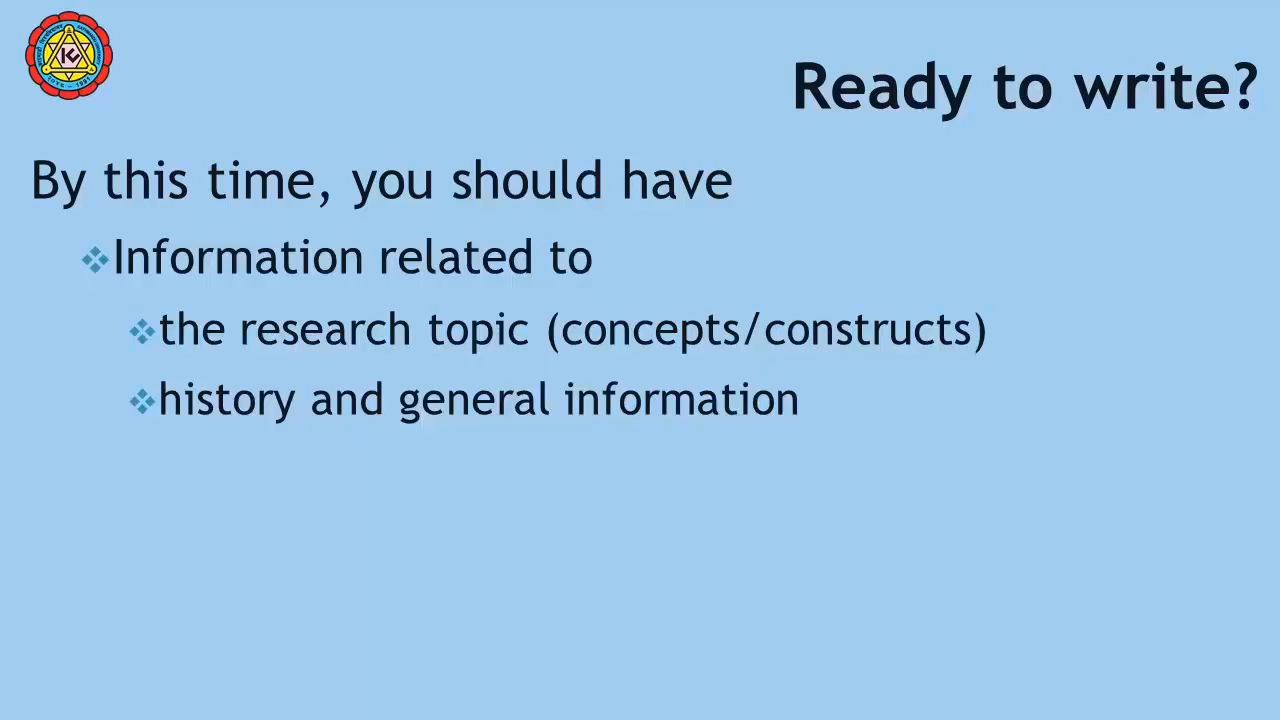 Ready to write?
By this time, you should have
❖Information related to
❖the research topic (concepts/constructs)
❖history and general information